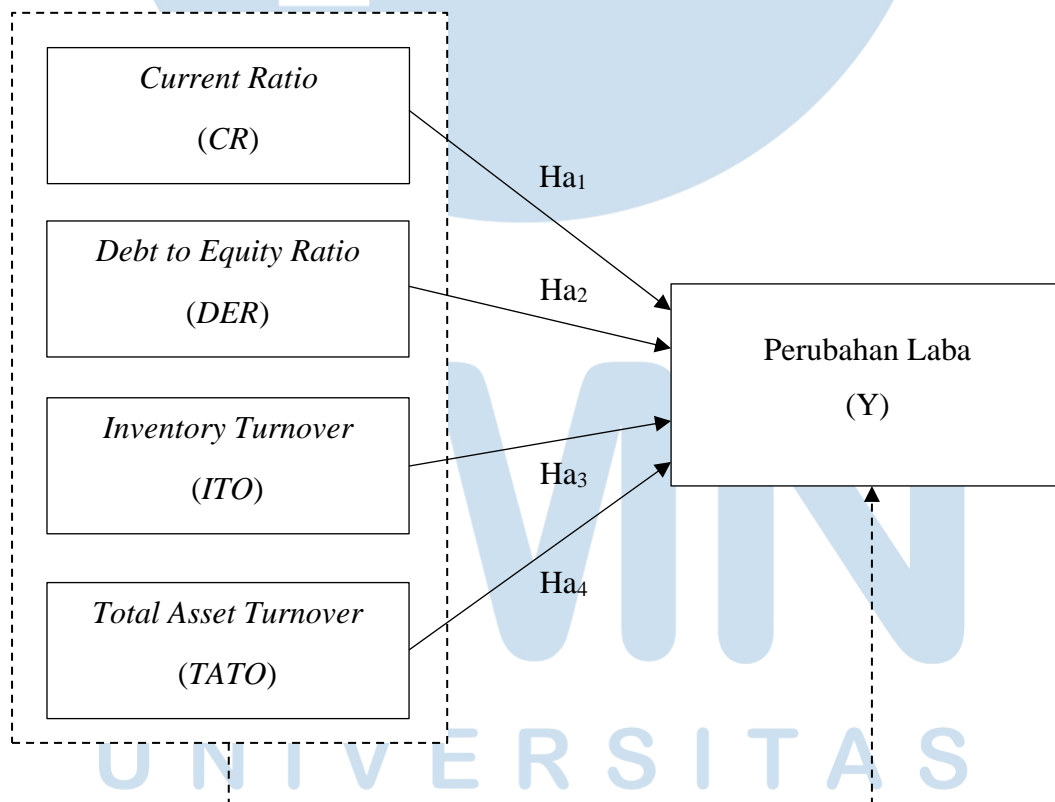 Current Ratio
(CR)
Ha1
Debt to Equity Ratio
(DER)
Ha2
Perubahan Laba
(Y)
Inventory Turnover
(ITO)
Ha3
Total Asset Turnover
(TATO)
Ha4
UNIVERSITAS